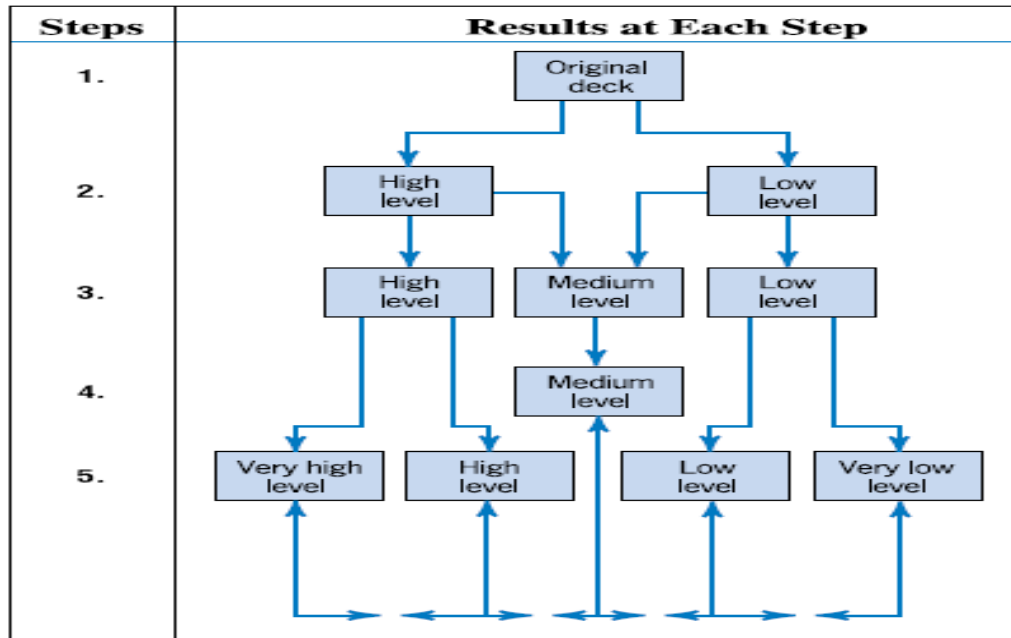 Steps
Results at Each Step
1.
Original
deck
2.
High
level
Low
level
3.
High
level
Medium
level
Low
level
4.
Medium
level
5.
Very high
level
High
level
Low
level
Very low
level